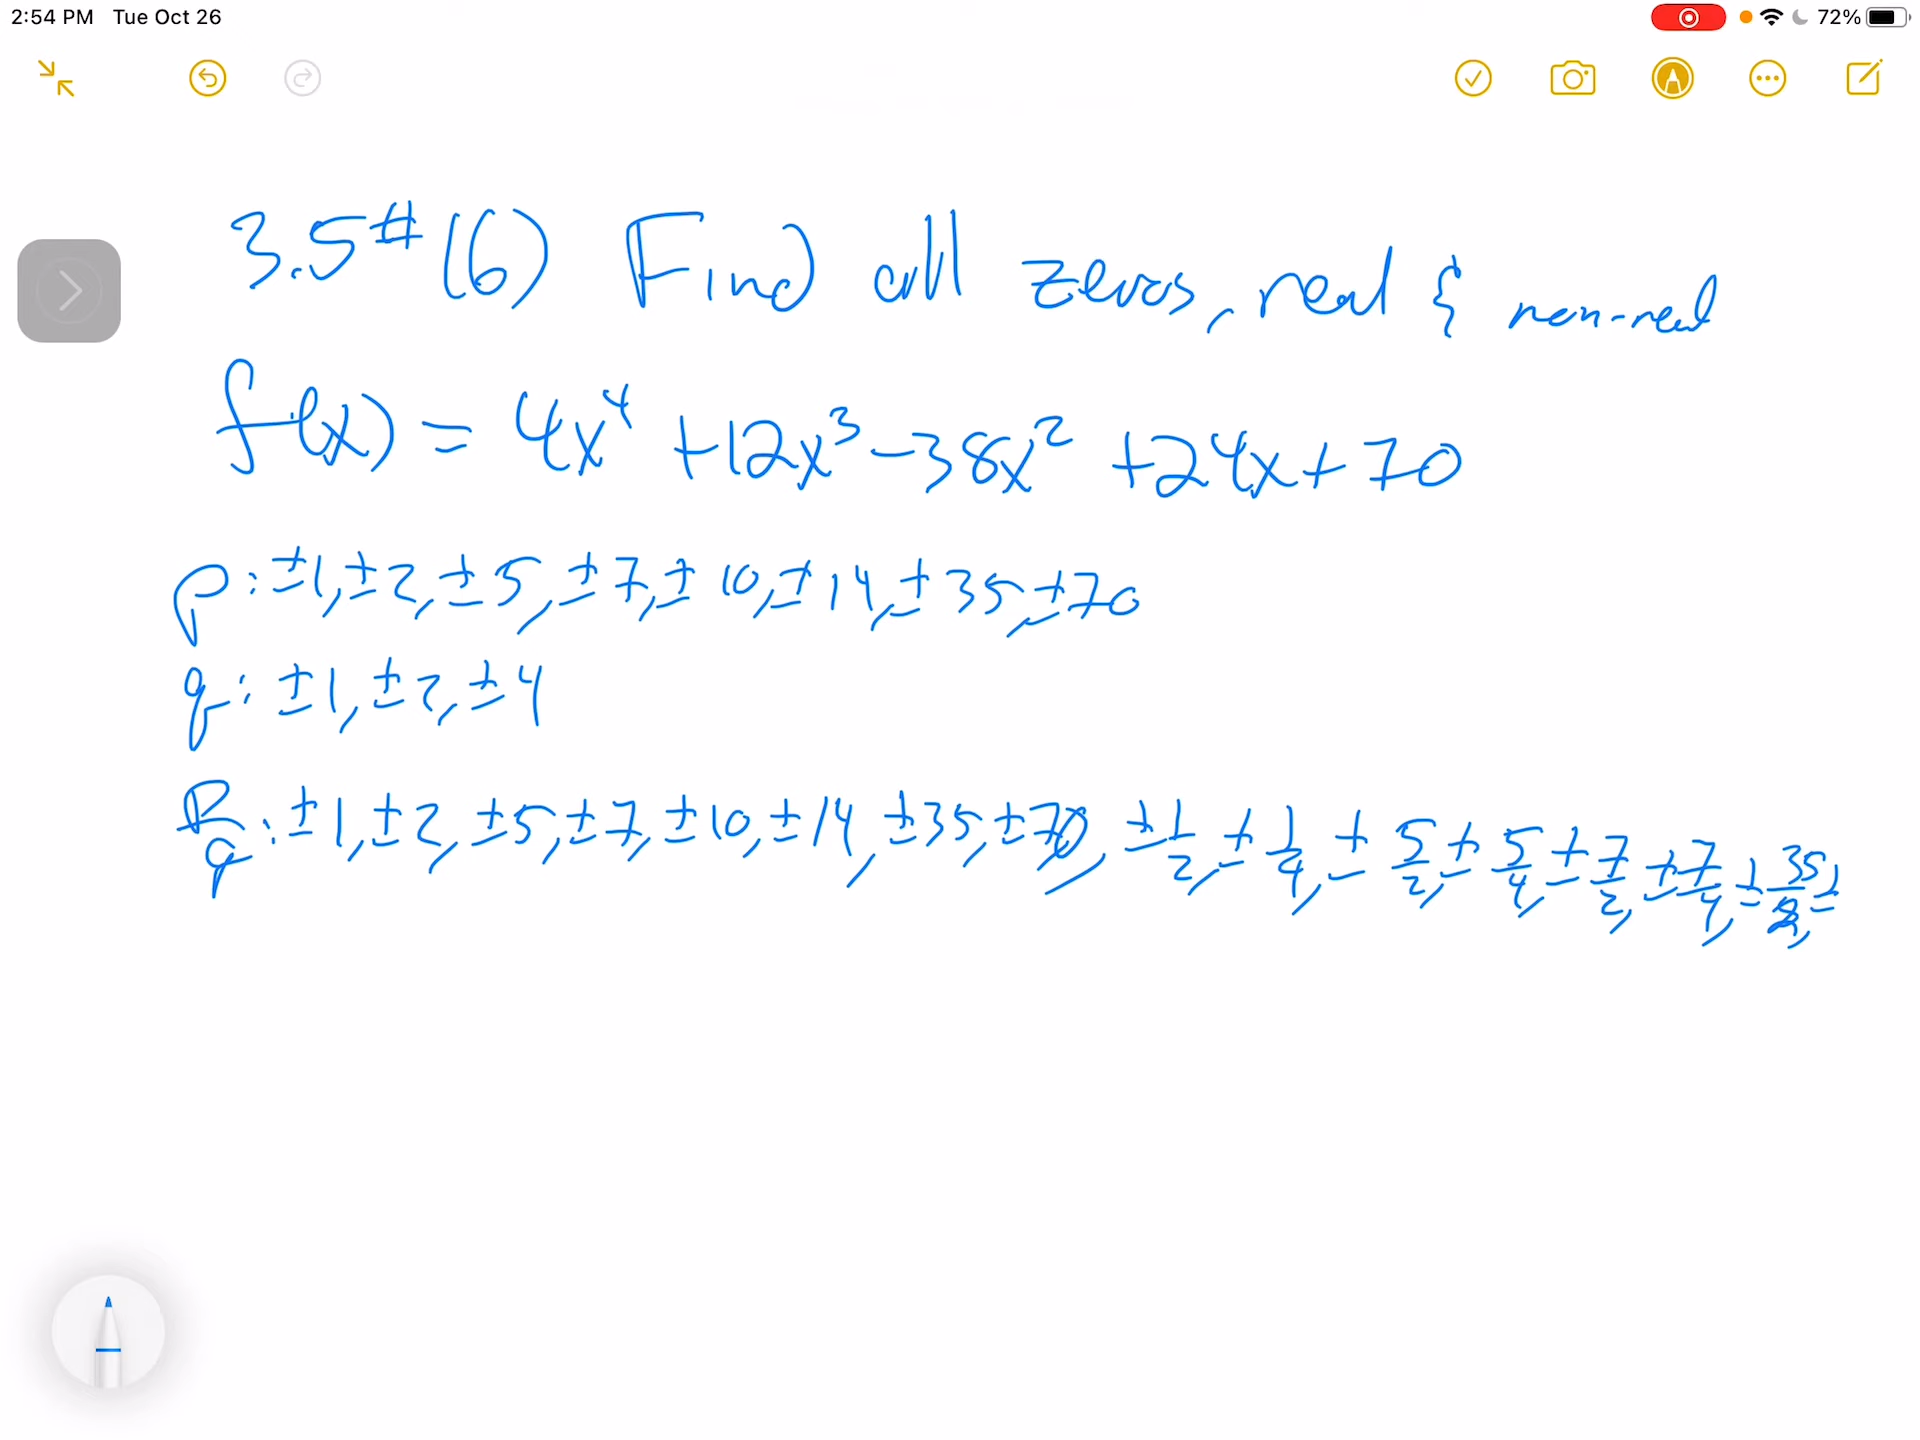 2:54 PM Tue Oct 26 72%
3.5 # (6) Find all zeros, real & non-real
f(x) = 4x⁴ +12x³ -38x² +24x+70
p: ±1, ±2, ±5, ±7, ±10, ±14, ±35, ±70
q: ±1, ±2, ±4
p/q: ±1, ±2, ±5, ±7, ±10, ±14, ±35, ±70, ±1/2, ±1/4, ±5/2, ±5/4, ±7/2, ±7/4, ±35/2, ±